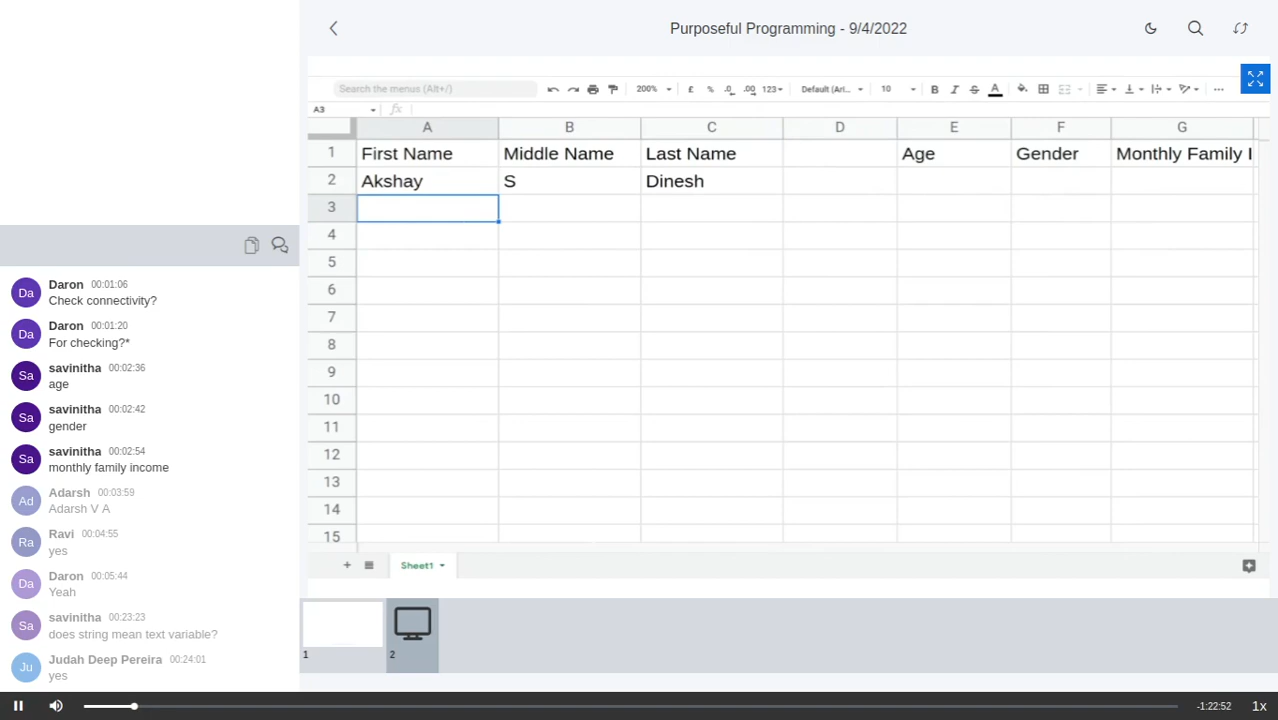 Purposeful Programming - 9/4/2022
Search the menus (Alt+/)
200%
£ % .0 .00 123
Default (Ari...
10
B I S A
A3
fx
A B C D E F G
1 First Name Middle Name Last Name Age Gender Monthly Family I
2 Akshay S Dinesh
3
4
5
6
7
8
9
10
11
12
13
14
15
Sheet1
1
2
Da
Daron 00:01:06
Check connectivity?
Da
Daron 00:01:20
For checking?*
Sa
savinitha 00:02:36
age
Sa
savinitha 00:02:42
gender
Sa
savinitha 00:02:54
monthly family income
Ad
Adarsh 00:03:59
Adarsh V A
Ra
Ravi 00:04:55
yes
Da
Daron 00:05:44
Yeah
Sa
savinitha 00:23:23
does string mean text variable?
Ju
Judah Deep Pereira 00:24:01
yes
-1:22:52
1x